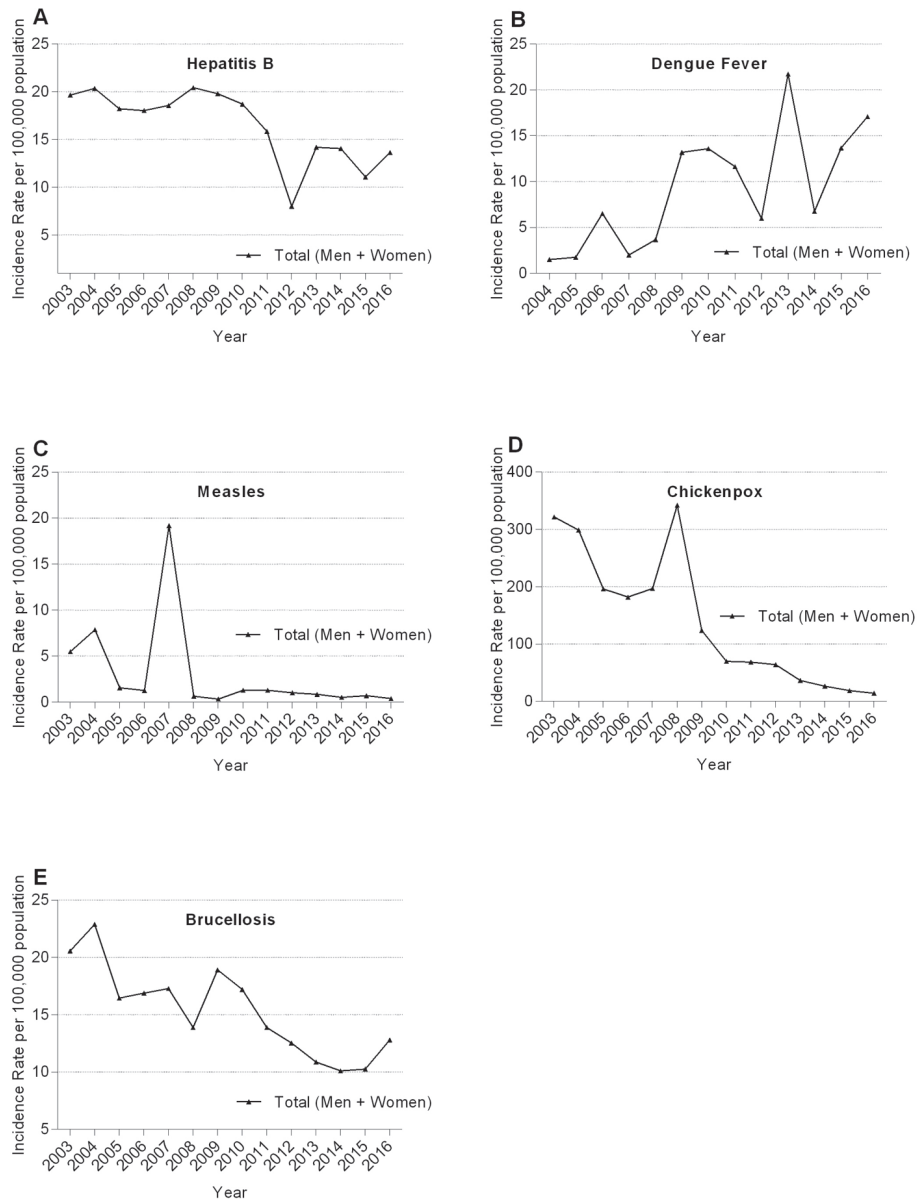 A
Hepatitis B
Incidence Rate per 100,000 population
25
20
15
10
5
Total (Men + Women)
2003 2004 2005 2006 2007 2008 2009 2010 2011 2012 2013 2014 2015 2016
Year
B
Dengue Fever
Incidence Rate per 100,000 population
25
20
15
10
5
0
Total (Men + Women)
2004 2005 2006 2007 2008 2009 2010 2011 2012 2013 2014 2015 2016
Year
C
Measles
Incidence Rate per 100,000 population
25
20
15
10
5
0
Total (Men + Women)
2003 2004 2005 2006 2007 2008 2009 2010 2011 2012 2013 2014 2015 2016
Year
D
Chickenpox
Incidence Rate per 100,000 population
400
300
200
100
0
Total (Men + Women)
2003 2004 2005 2006 2007 2008 2009 2010 2011 2012 2013 2014 2015 2016
Year
E
Brucellosis
Incidence Rate per 100,000 population
25
20
15
10
5
Total (Men + Women)
2003 2004 2005 2006 2007 2008 2009 2010 2011 2012 2013 2014 2015 2016
Year